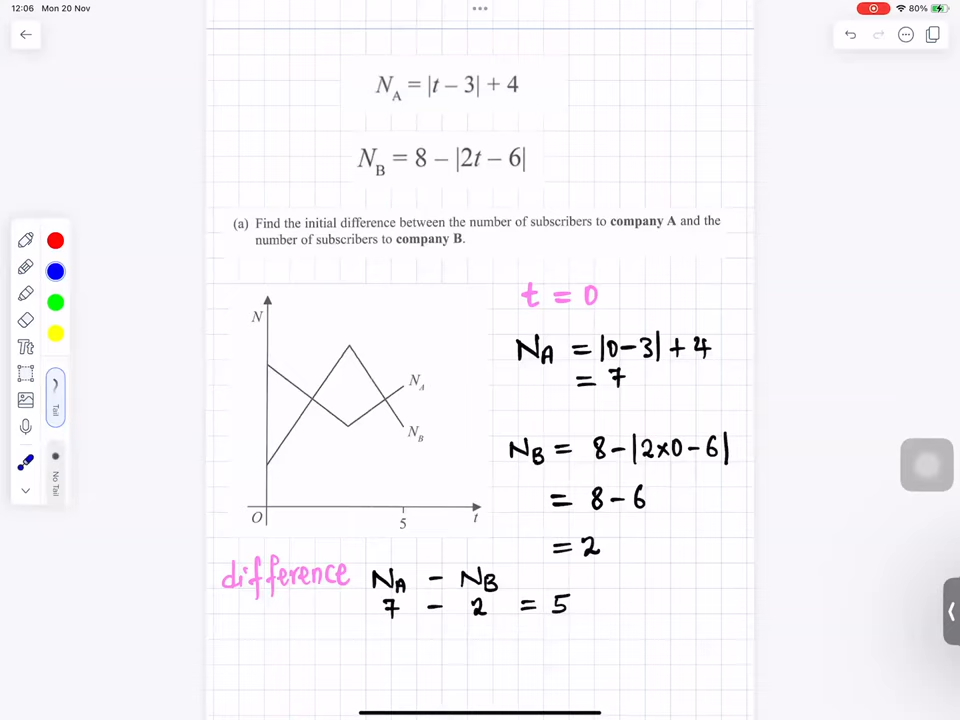 12:06 Mon 20 Nov
80%
N_A = |t – 3| + 4
N_B = 8 – |2t – 6|
(a) Find the initial difference between the number of subscribers to company A and the
number of subscribers to company B.
t = 0
N
N_A = |0 – 3| + 4
= 7
N_A
N_B
N_B = 8 – |2×0 – 6|
= 8 – 6
= 2
O
5
t
difference N_A – N_B
7 – 2 = 5
Tt
Tail
No Tail